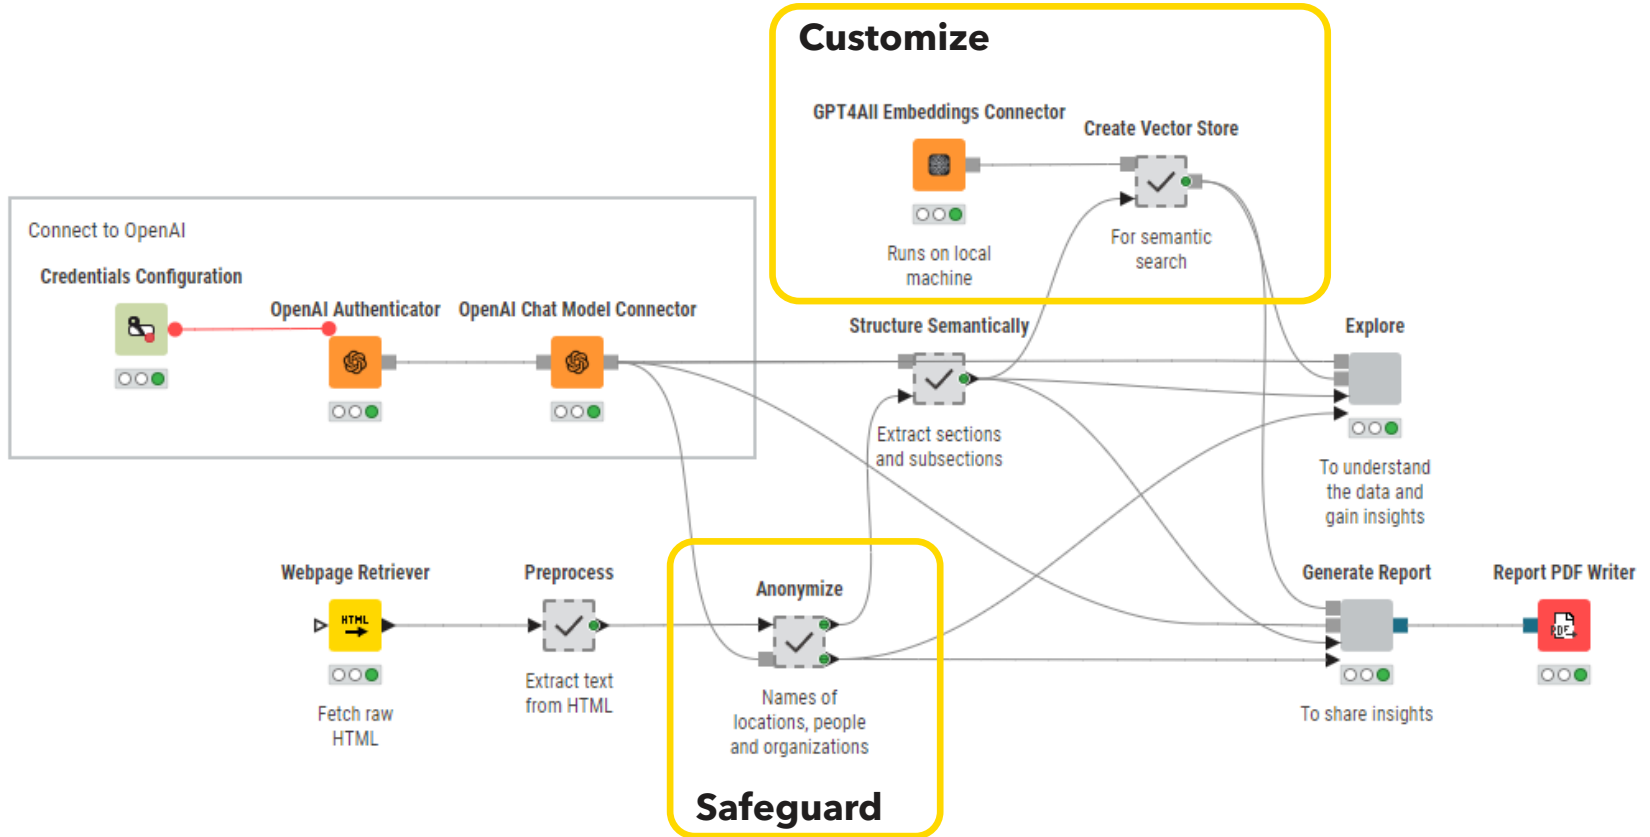 Customize
GPT4All Embeddings Connector
Create Vector Store
Runs on local
machine
For semantic
search
Connect to OpenAI
Credentials Configuration
OpenAI Authenticator
OpenAI Chat Model Connector
Structure Semantically
Extract sections
and subsections
Explore
To understand
the data and
gain insights
Webpage Retriever
HTML
Fetch raw
HTML
Preprocess
Extract text
from HTML
Anonymize
Names of
locations, people
and organizations
Safeguard
Generate Report
To share insights
Report PDF Writer
PDF